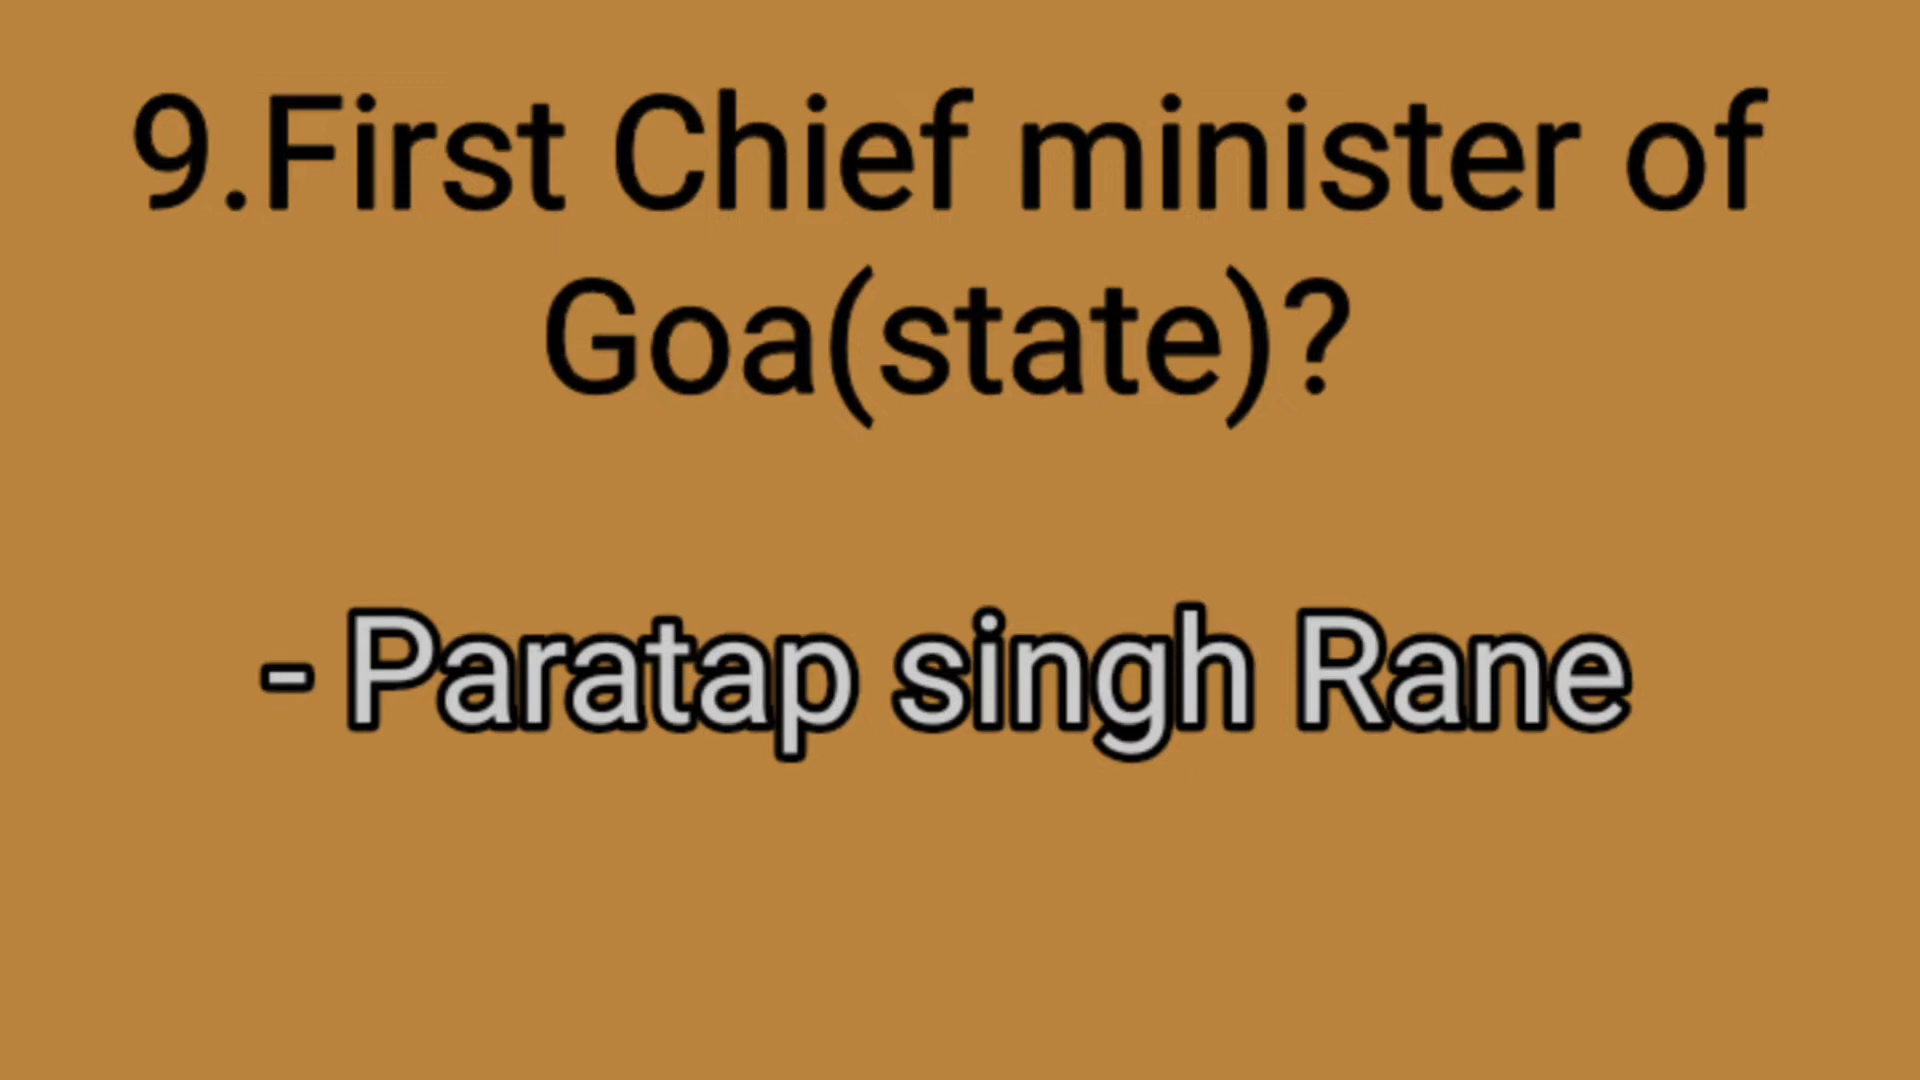 9.First Chief minister of
Goa(state)?
- Paratap singh Rane